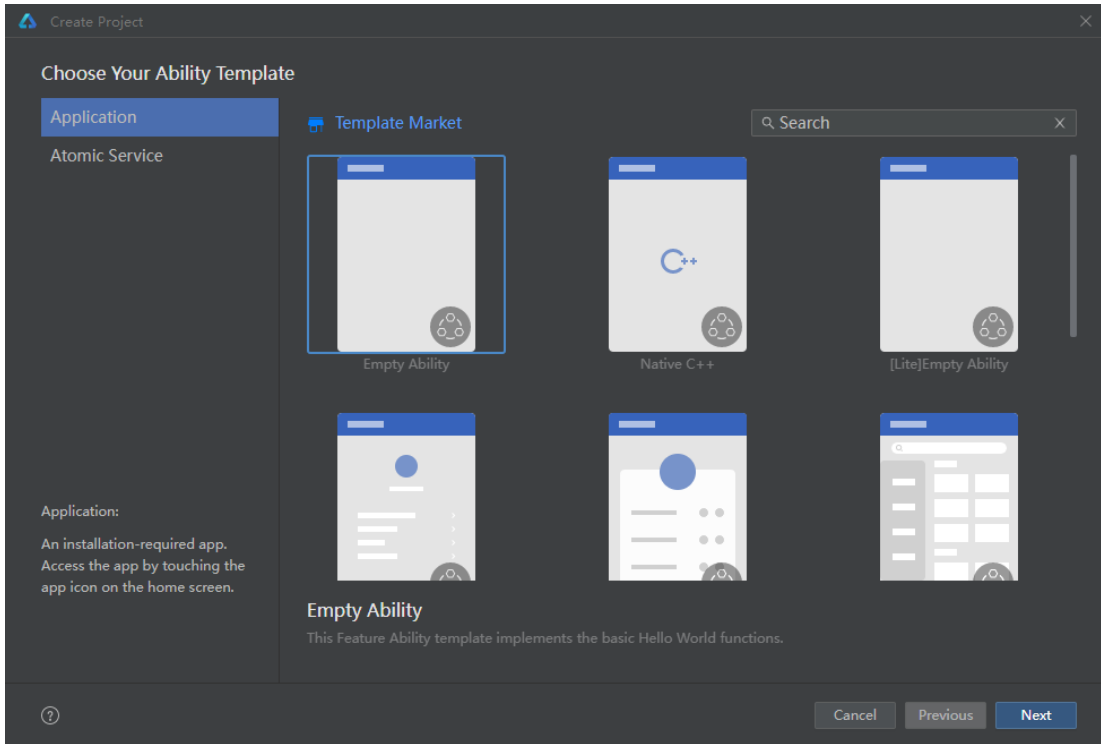 Create Project
Choose Your Ability Template
Application
Atomic Service
Template Market
Search
Empty Ability
Native C++
[Lite]Empty Ability
C++
Application:
An installation-required app.
Access the app by touching the
app icon on the home screen.
Empty Ability
This Feature Ability template implements the basic Hello World functions.
?
Cancel
Previous
Next